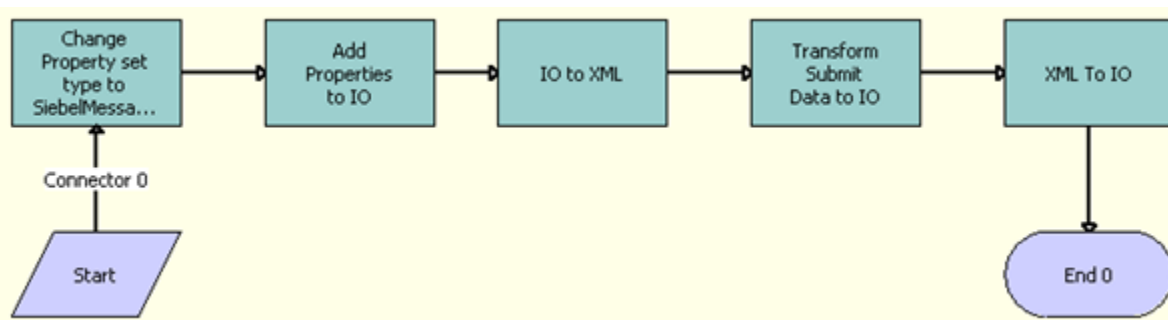 Change
Property set
type to
SiebelMessa...
Add
Properties
to IO
IO to XML
Transform
Submit
Data to IO
XML To IO
Connector 0
Start
End 0